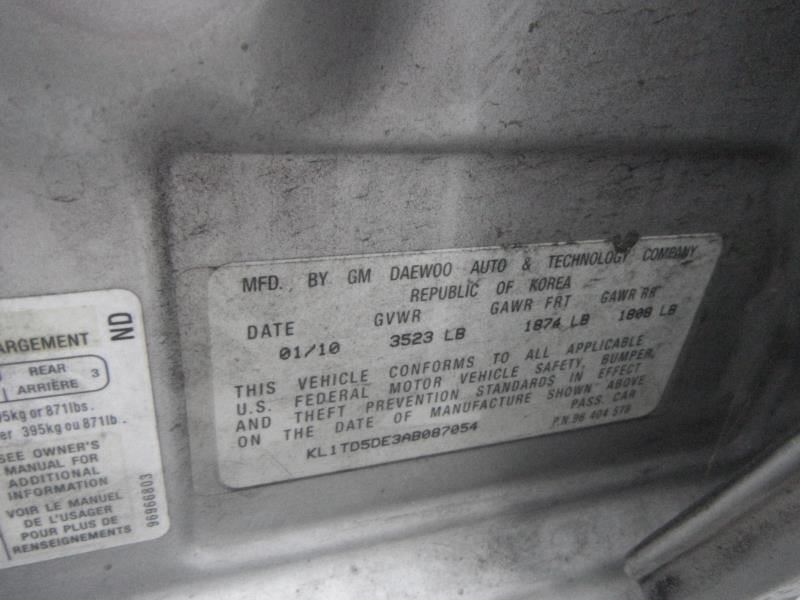 ARGEMENT
ND
REAR
ARRIÈRE 3
95kg or 871lbs.
er 395kg ou 871lb.
SEE OWNER'S
MANUAL FOR
ADDITIONAL
INFORMATION
VOIR LE MANUEL
DE L'USAGER
POUR PLUS DE
RENSEIGNEMENTS
96966803
MFD. BY GM DAEWOO AUTO & TECHNOLOGY COMPANY
REPUBLIC OF KOREA
DATE GVWR GAWR FRT GAWR RR
01/10 3523 LB 1874 LB 1808 LB
THIS VEHICLE CONFORMS TO ALL APPLICABLE
U.S. FEDERAL MOTOR VEHICLE SAFETY, BUMPER,
AND THEFT PREVENTION STANDARDS IN EFFECT
ON THE DATE OF MANUFACTURE SHOWN ABOVE
KL1TD5DE3AB087054 PASS. CAR
P.N.96 404 578